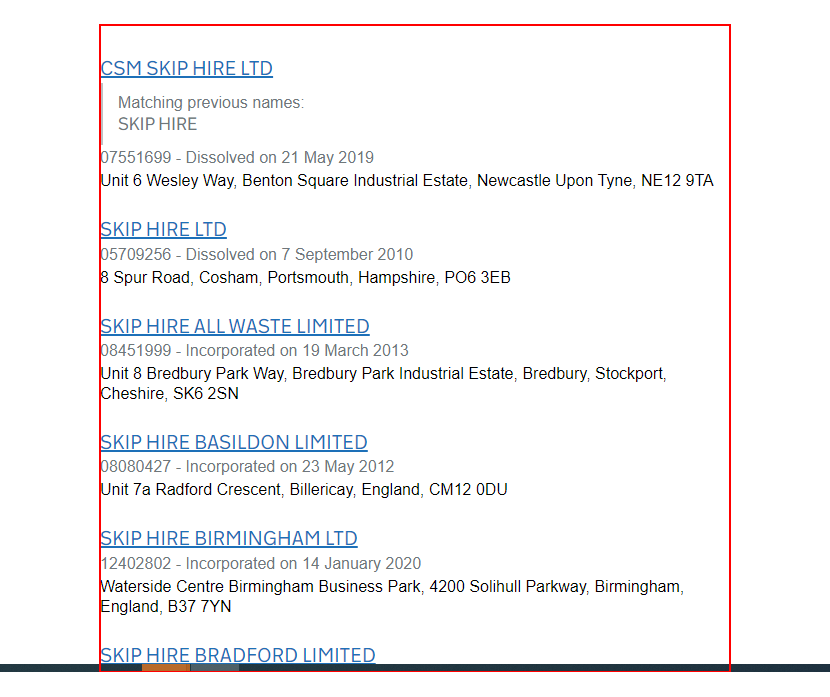 CSM SKIP HIRE LTD
Matching previous names:
SKIP HIRE
07551699 - Dissolved on 21 May 2019
Unit 6 Wesley Way, Benton Square Industrial Estate, Newcastle Upon Tyne, NE12 9TA
SKIP HIRE LTD
05709256 - Dissolved on 7 September 2010
8 Spur Road, Cosham, Portsmouth, Hampshire, PO6 3EB
SKIP HIRE ALL WASTE LIMITED
08451999 - Incorporated on 19 March 2013
Unit 8 Bredbury Park Way, Bredbury Park Industrial Estate, Bredbury, Stockport,
Cheshire, SK6 2SN
SKIP HIRE BASILDON LIMITED
08080427 - Incorporated on 23 May 2012
Unit 7a Radford Crescent, Billericay, England, CM12 0DU
SKIP HIRE BIRMINGHAM LTD
12402802 - Incorporated on 14 January 2020
Waterside Centre Birmingham Business Park, 4200 Solihull Parkway, Birmingham,
England, B37 7YN
SKIP HIRE BRADFORD LIMITED